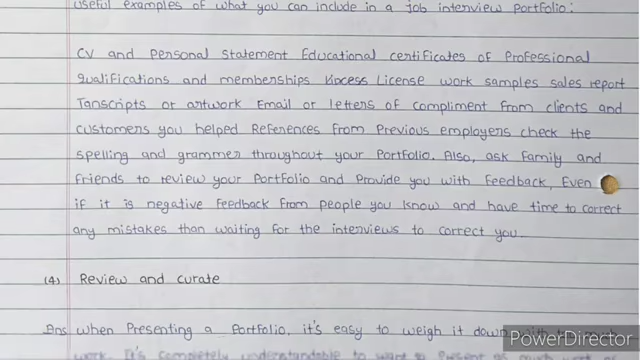 useful examples of what you can include in a job interview portfolio:
CV and personal statement Educational certificates of Professional
qualifications and memberships License work samples sales report
Tanscripts or antwork Email or letters of compliment from clients and
customers you helped References from Previous employers check the
spelling and grammer throughout your Portfolio. Also, ask family and
friends to review your Portfolio and Provide you with Feedback, Even
if it is negative feedback from people you know and have time to correct
any mistakes than waiting for the interviews to correct you.
(4) Review and curate
Ans when Presenting a Portfolio, it's easy to weigh it down
work. It's completely understandable to want to
PowerDirector